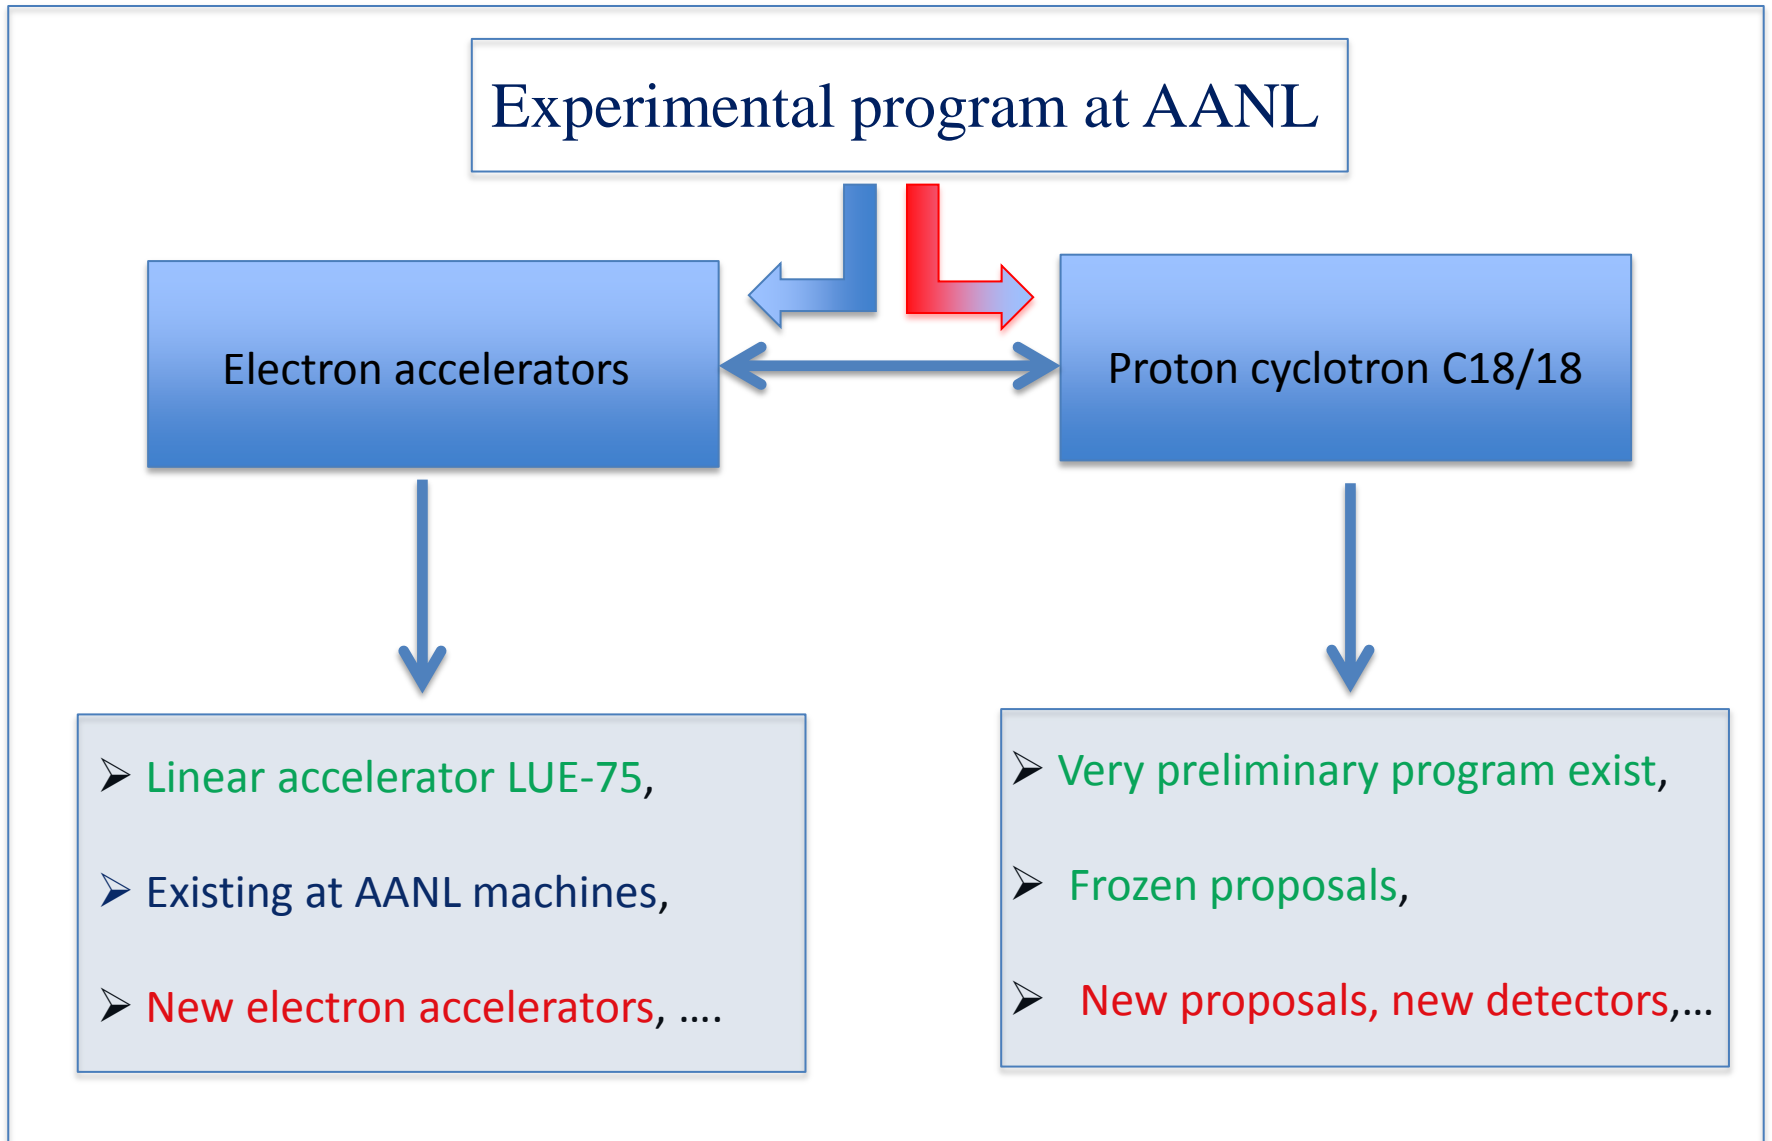 Experimental program at AANL
Electron accelerators
Proton cyclotron C18/18
➢ Linear accelerator LUE-75,
➢ Existing at AANL machines,
➢ New electron accelerators, ....
➢ Very preliminary program exist,
➢ Frozen proposals,
➢ New proposals, new detectors,...